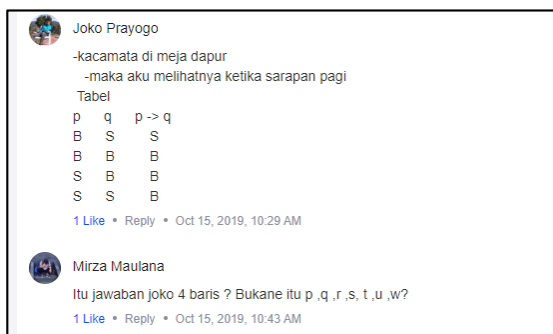 Joko Prayogo
-kacamata di meja dapur
-maka aku melihatnya ketika sarapan pagi
Tabel
p q p -> q
B S S
B B B
S B B
S S B
1 Like • Reply • Oct 15, 2019, 10:29 AM
Mirza Maulana
Itu jawaban joko 4 baris ? Bukane itu p ,q ,r ,s, t ,u ,w?
1 Like • Reply • Oct 15, 2019, 10:43 AM